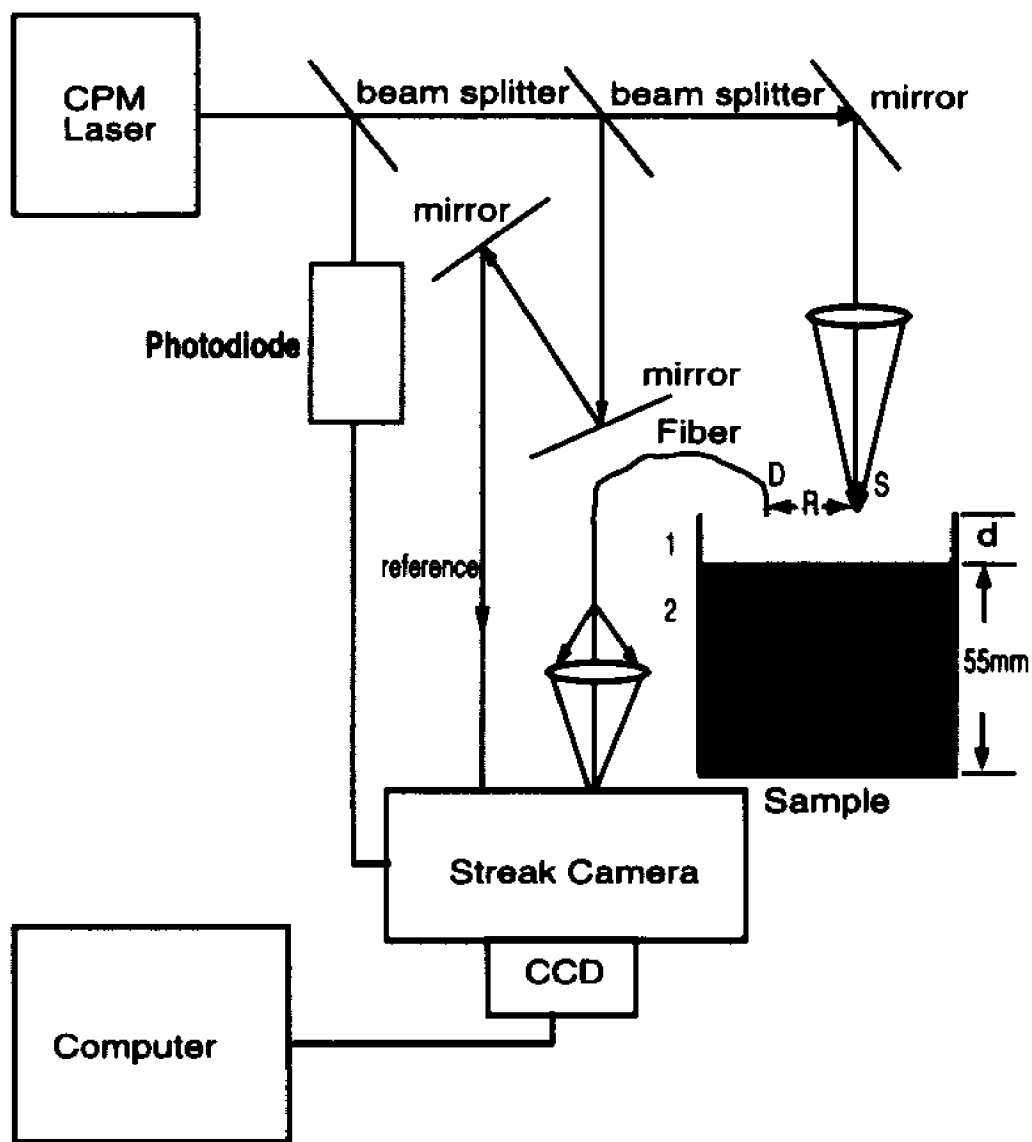 CPM
Laser
beam splitter
beam splitter
mirror
mirror
Photodiode
mirror
Fiber
D
R
S
1
d
reference
2
55mm
Sample
Streak Camera
CCD
Computer